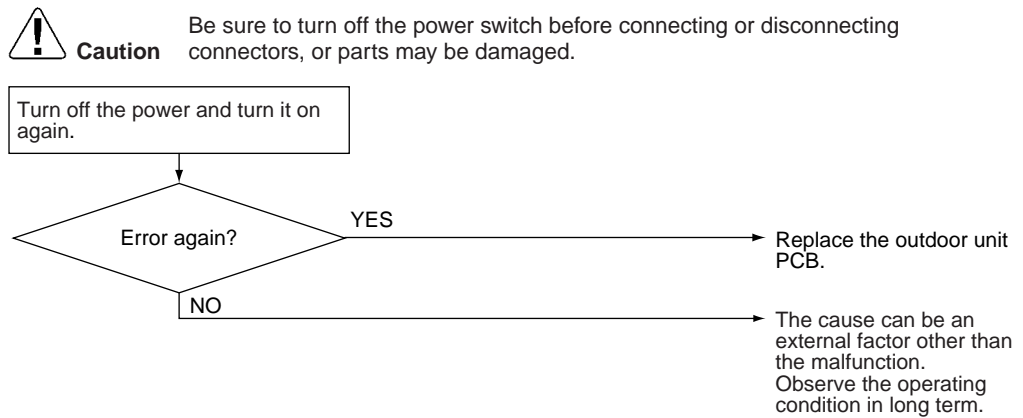 Be sure to turn off the power switch before connecting or disconnecting
Caution connectors, or parts may be damaged.
Turn off the power and turn it on
again.
Error again?
YES
Replace the outdoor unit
PCB.
NO
The cause can be an
external factor other than
the malfunction.
Observe the operating
condition in long term.